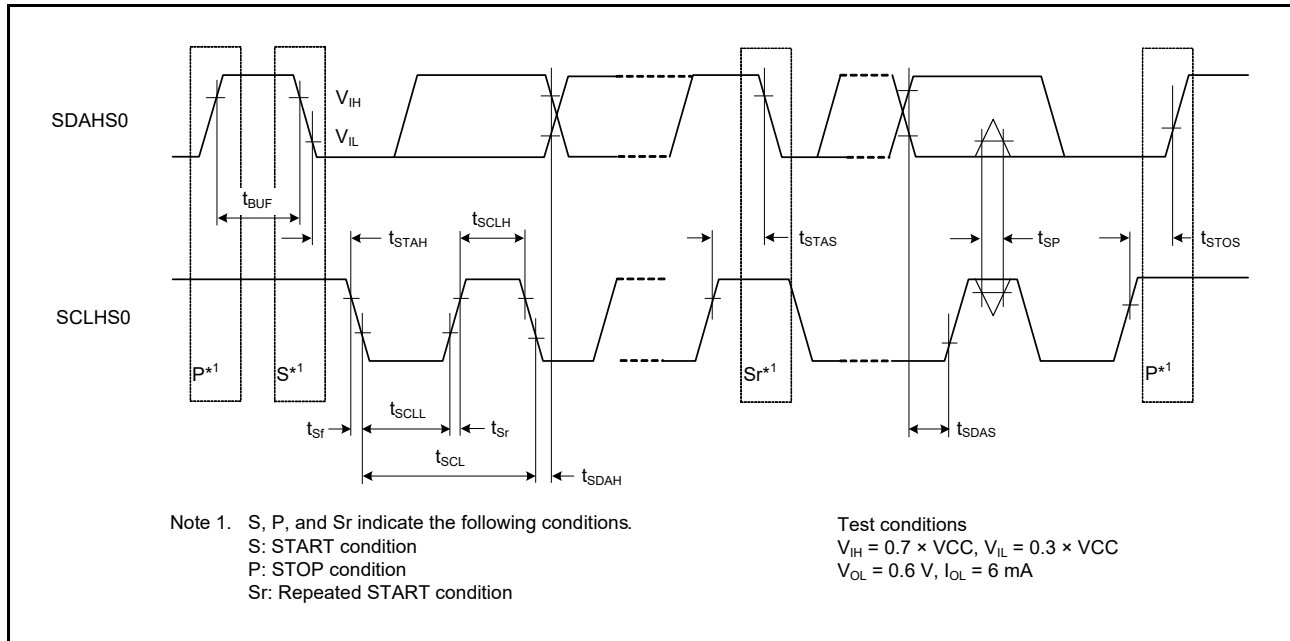 SDAHS0
VIH
VIL
tBUF
tSTAH
tSCLH
tSTAS
tSP
tSTOS
SCLHS0
P*1
S*1
Sr*1
P*1
tSf
tSCLL
tSr
tSCL
tSDAH
tSDAS
Note 1. S, P, and Sr indicate the following conditions.
S: START condition
P: STOP condition
Sr: Repeated START condition
Test conditions
VIH = 0.7 × VCC, VIL = 0.3 × VCC
VOL = 0.6 V, IOL = 6 mA